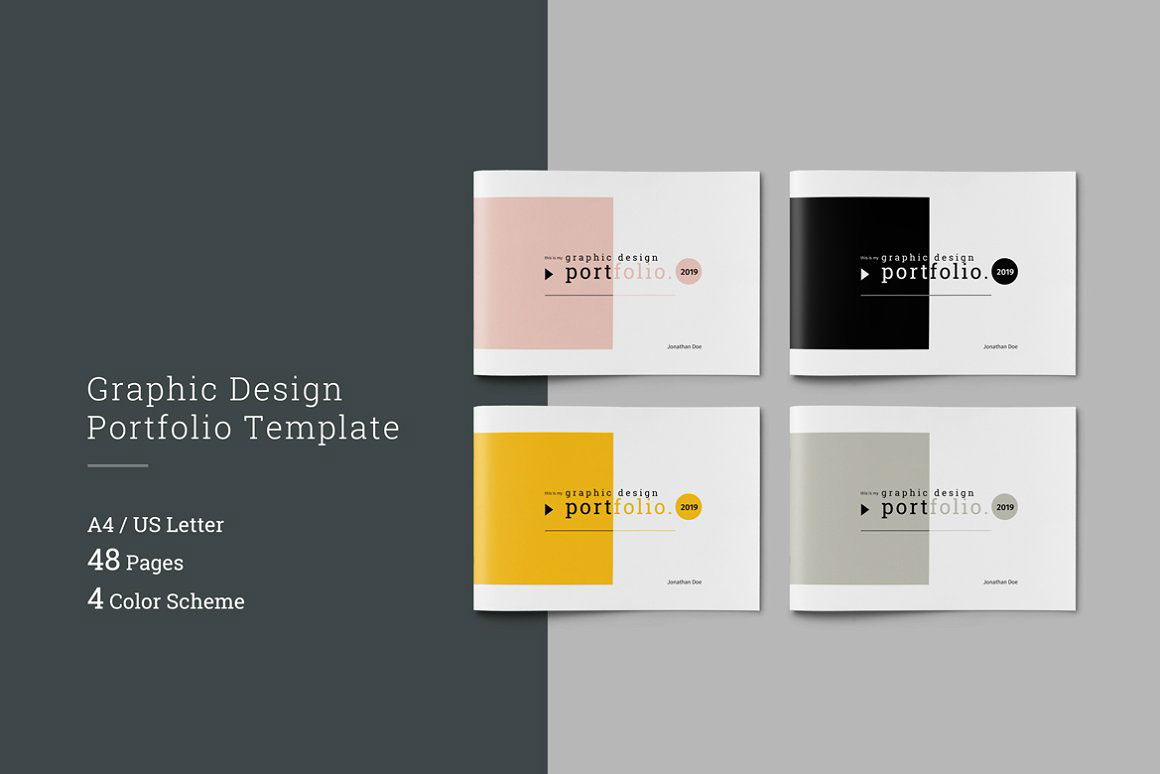 Graphic Design
Portfolio Template
A4 / US Letter
48 Pages
4 Color Scheme
this is my graphic design
portfolio. 2019
Jonathan Doe
this is my graphic design
portfolio. 2019
Jonathan Doe
this is my graphic design
portfolio. 2019
Jonathan Doe
this is my graphic design
portfolio. 2019
Jonathan Doe